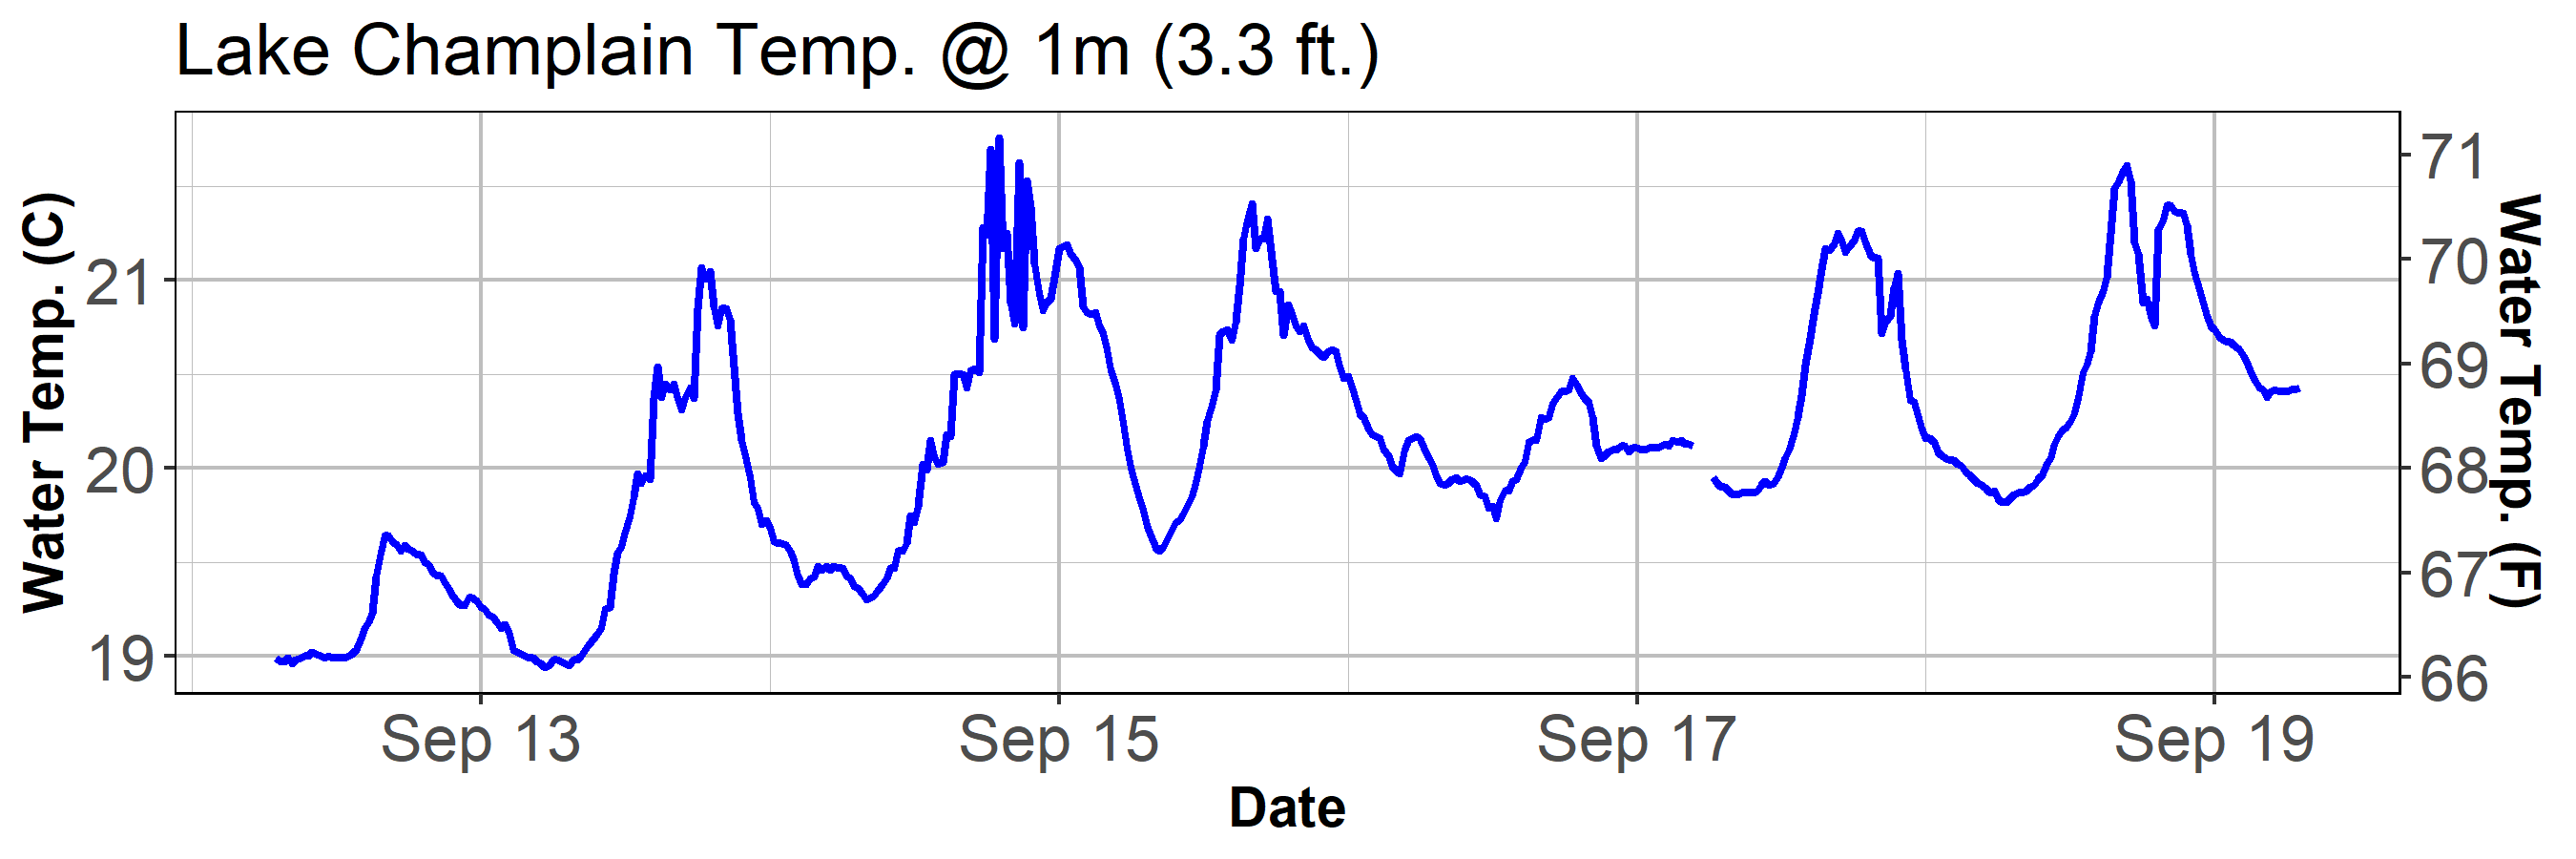 Lake Champlain Temp. @ 1m (3.3 ft.)
Water Temp. (C)
21
20
19
71
70
69
68
67
66
Water Temp. (F)
Sep 13
Sep 15
Sep 17
Sep 19
Date